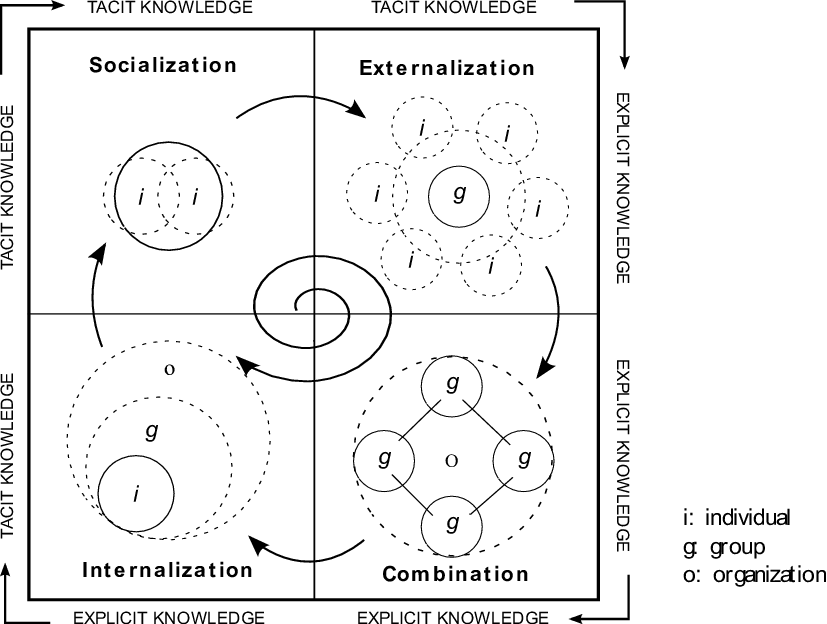 TACIT KNOWLEDGE
TACIT KNOWLEDGE
TACIT KNOWLEDGE
Socialization
i
i
Externalization
i
i
i
g
i
i
i
EXPLICIT KNOWLEDGE
TACIT KNOWLEDGE
o
g
i
Internalization
g
g
o
g
g
Combination
EXPLICIT KNOWLEDGE
EXPLICIT KNOWLEDGE
EXPLICIT KNOWLEDGE
i: individual
g: group
o: organization